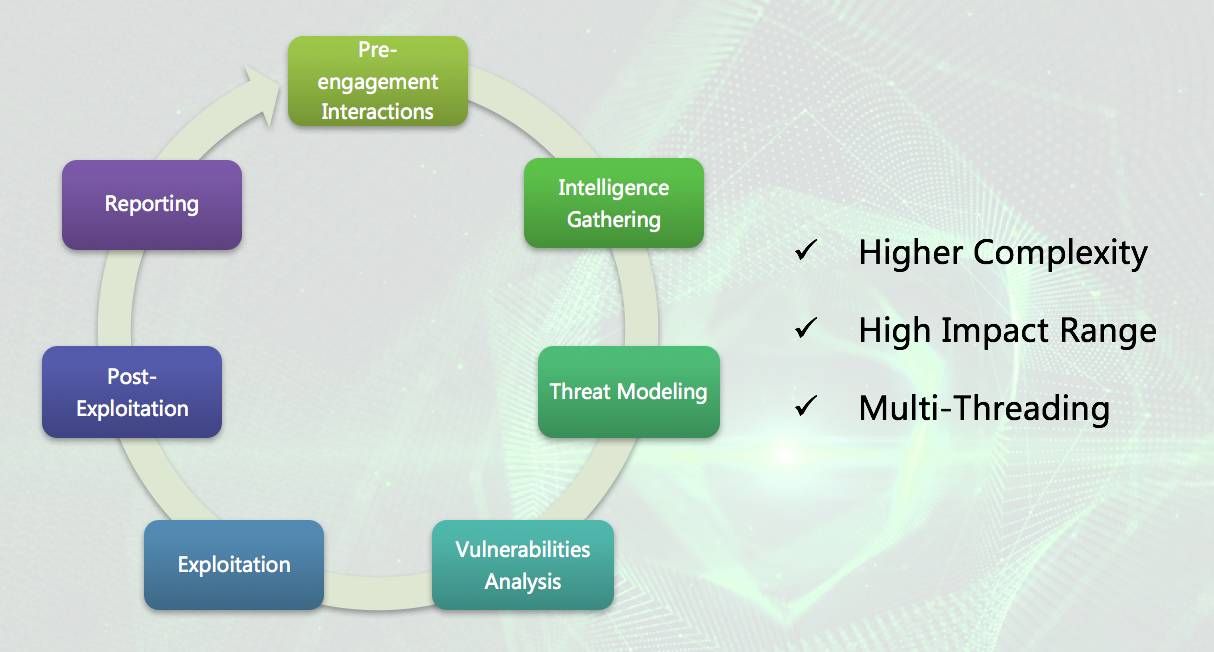 Pre-
engagement
Interactions
Intelligence
Gathering
Threat Modeling
Vulnerabilities
Analysis
Exploitation
Post-
Exploitation
Reporting
✓ Higher Complexity
✓ High Impact Range
✓ Multi-Threading